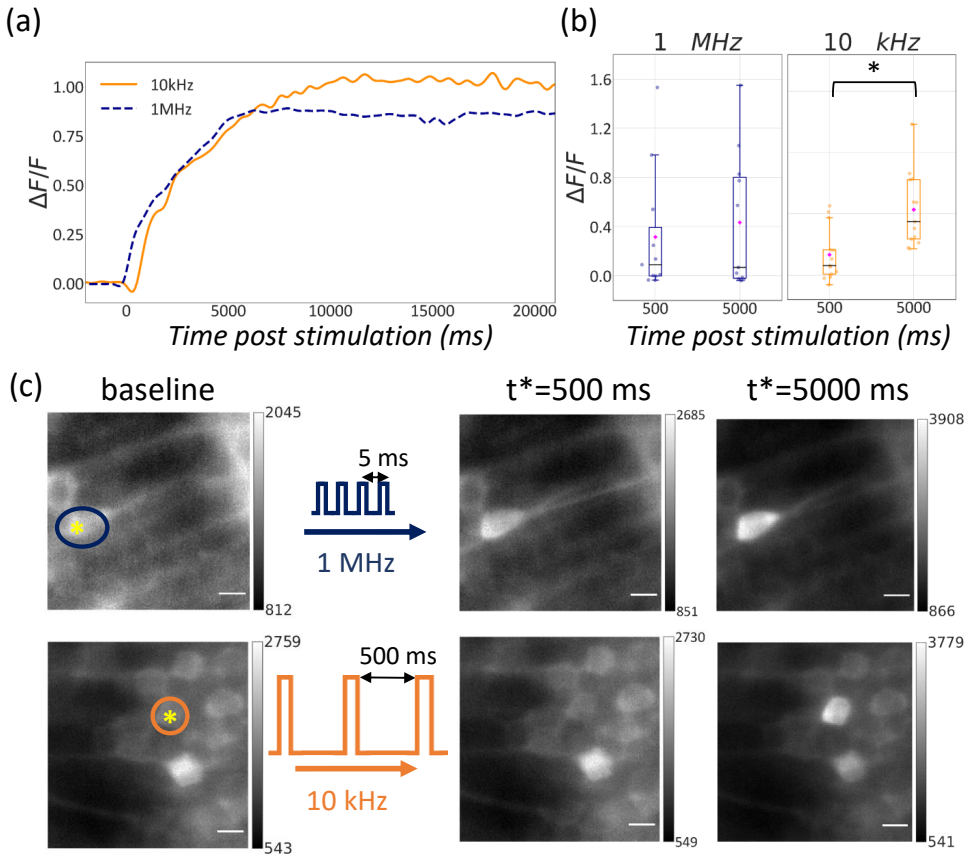 (a)
10kHz
1MHz
ΔF/F
1.00
0.75
0.50
0.25
0.00
0
5000
10000
15000
20000
Time post stimulation (ms)
(b)
1 MHz
10 kHz
*
ΔF/F
1.6
1.2
0.8
0.4
0.0
500
5000
500
5000
Time post stimulation (ms)
(c)
baseline
t*=500 ms
t*=5000 ms
2045
812
*
5 ms
1 MHz
2685
851
3908
866
2759
543
*
500 ms
10 kHz
2730
549
3779
541